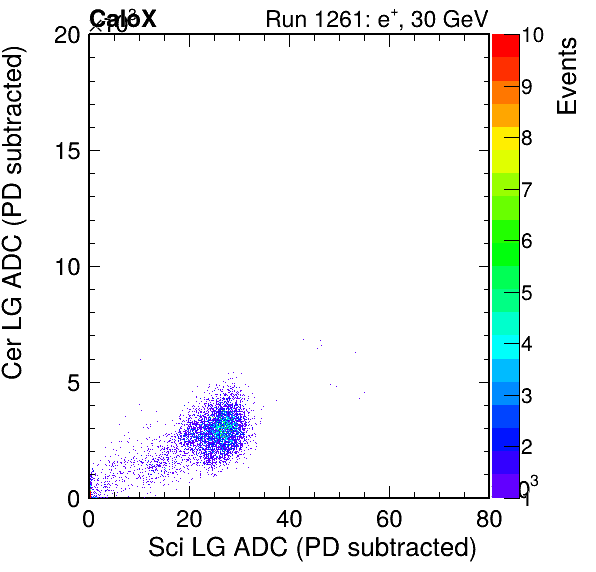 CaloX
×10³
Run 1261: e⁺, 30 GeV
Cer LG ADC (PD subtracted)
20
15
10
5
0
0 20 40 60 80
Sci LG ADC (PD subtracted)
Events
10
9
8
7
6
5
4
3
2
1